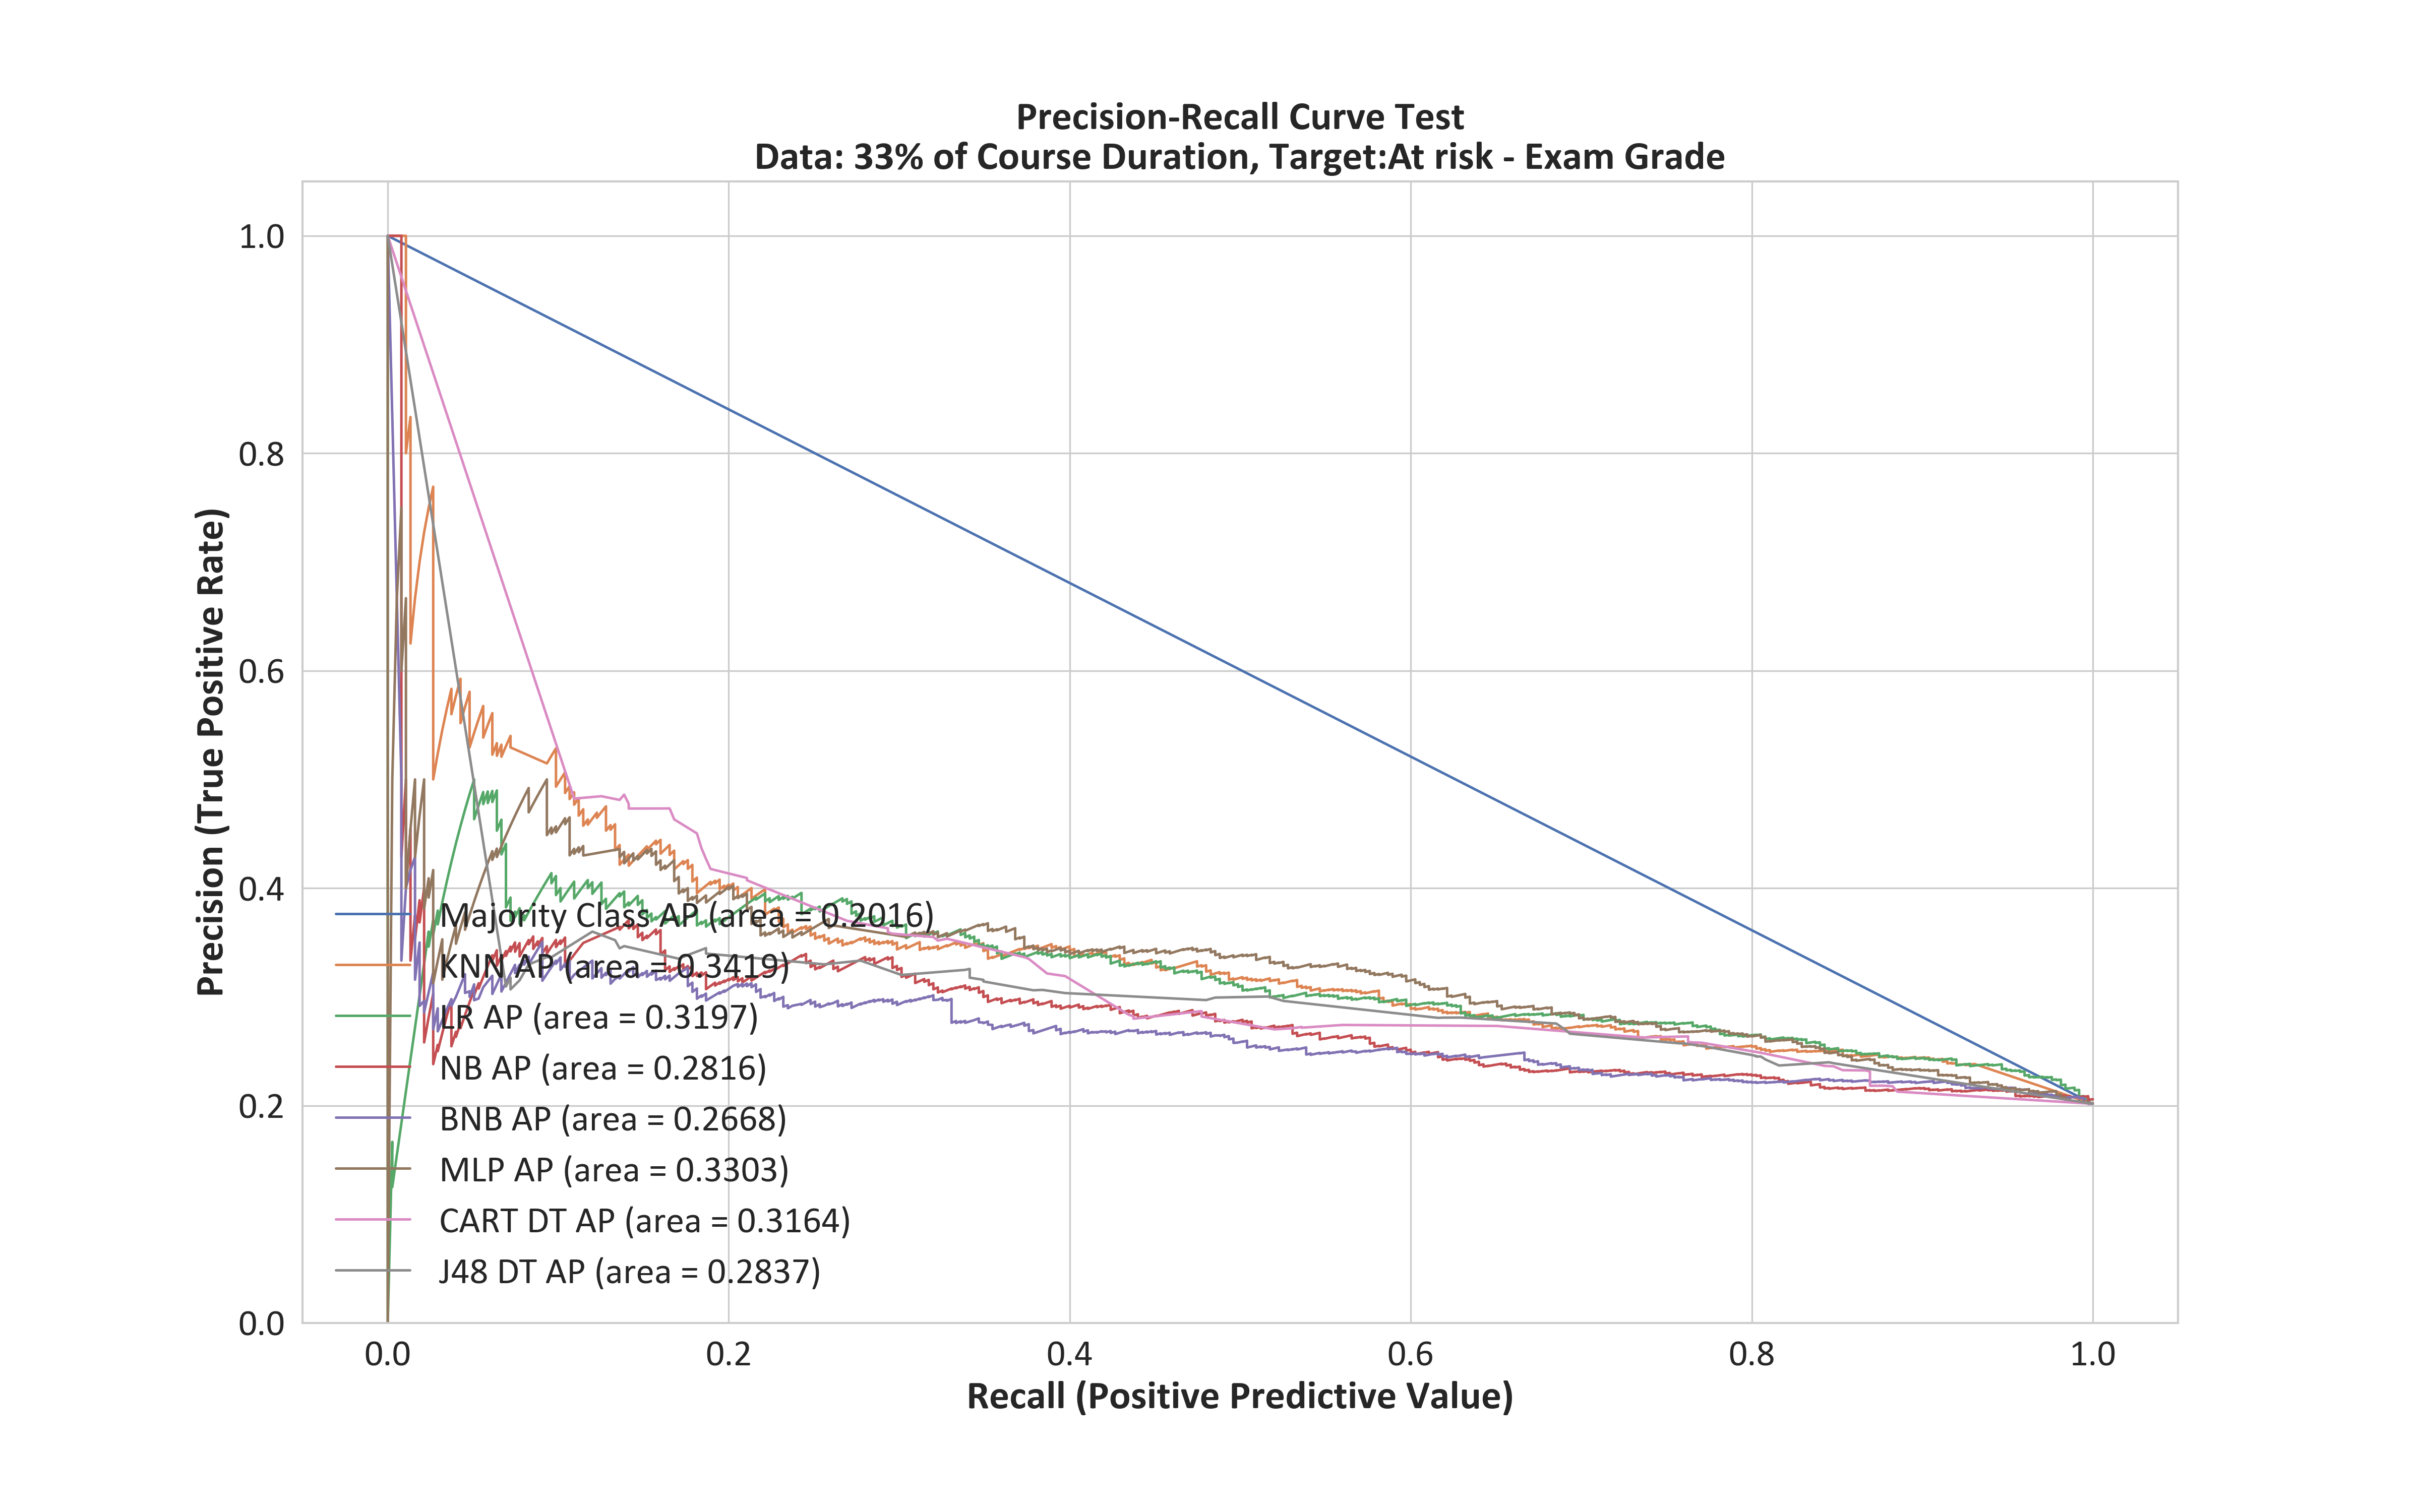 Precision-Recall Curve Test
Data: 33% of Course Duration, Target:At risk - Exam Grade
1.0
0.8
0.6
0.4
0.2
0.0
Precision (True Positive Rate)
Majority Class AP (area = 0.2016)
KNN AP (area = 0.3419)
LR AP (area = 0.3197)
NB AP (area = 0.2816)
BNB AP (area = 0.2668)
MLP AP (area = 0.3303)
CART DT AP (area = 0.3164)
J48 DT AP (area = 0.2837)
0.0 0.2 0.4 0.6 0.8 1.0
Recall (Positive Predictive Value)